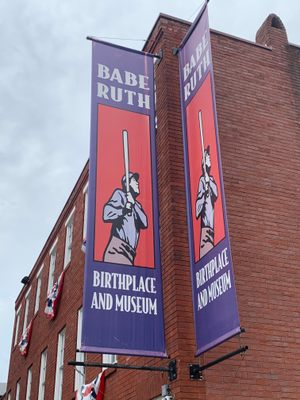 BABE
RUTH
BIRTHPLACE
AND MUSEUM
BABE
RUTH
BIRTHPLACE
AND MUSEUM